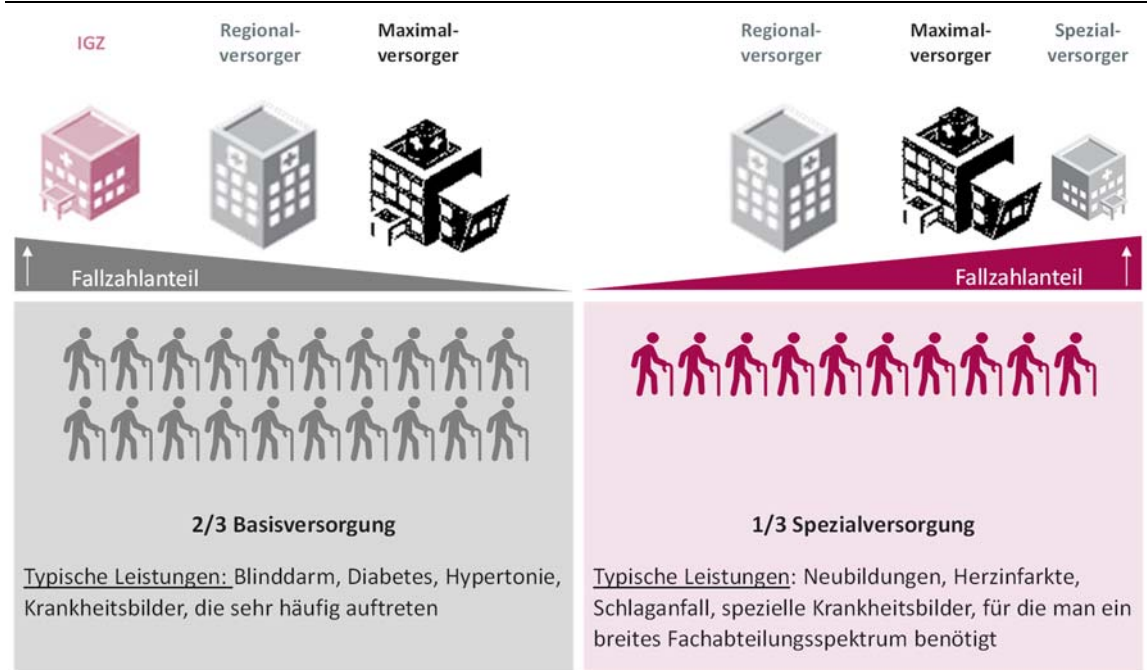 IGZ
Regional-
versorger
Maximal-
versorger
Regional-
versorger
Maximal-
versorger
Spezial-
versorger
Fallzahlanteil
Fallzahlanteil
2/3 Basisversorgung
Typische Leistungen: Blinddarm, Diabetes, Hypertonie,
Krankheitsbilder, die sehr häufig auftreten
1/3 Spezialversorgung
Typische Leistungen: Neubildungen, Herzinfarkte,
Schlaganfall, spezielle Krankheitsbilder, für die man ein
breites Fachabteilungsspektrum benötigt